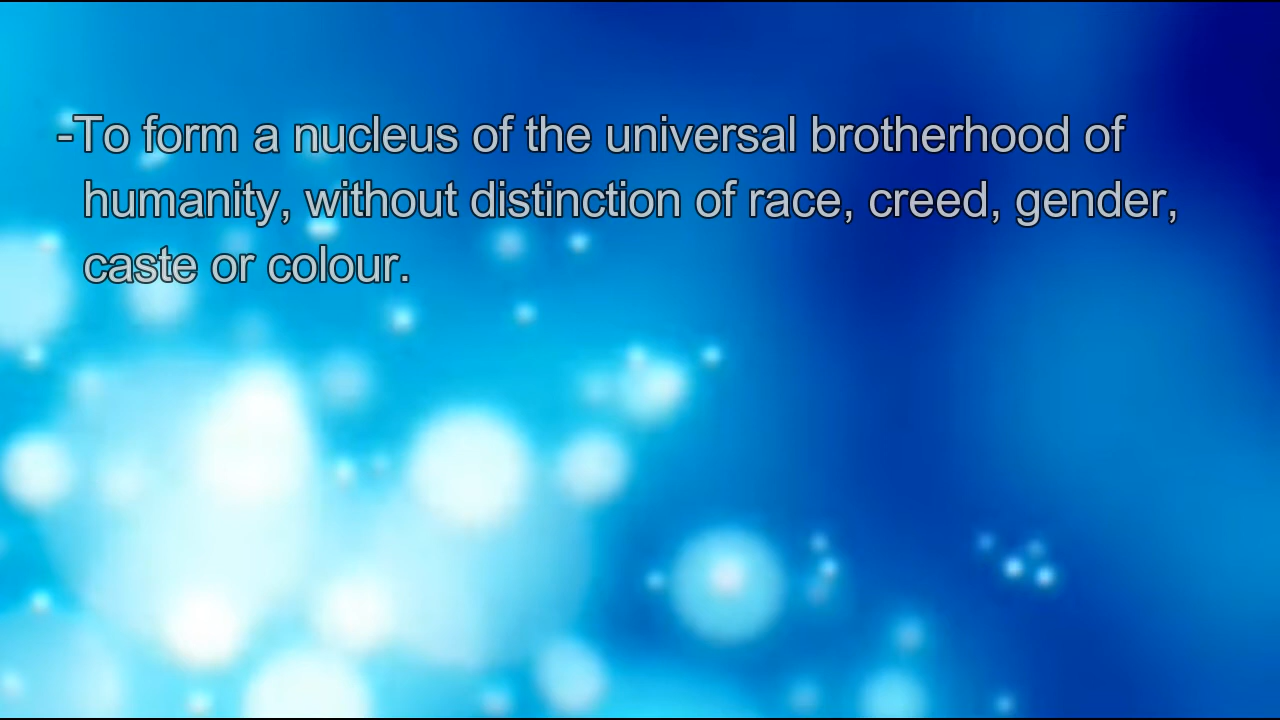 -To form a nucleus of the universal brotherhood of
humanity, without distinction of race, creed, gender,
caste or colour.